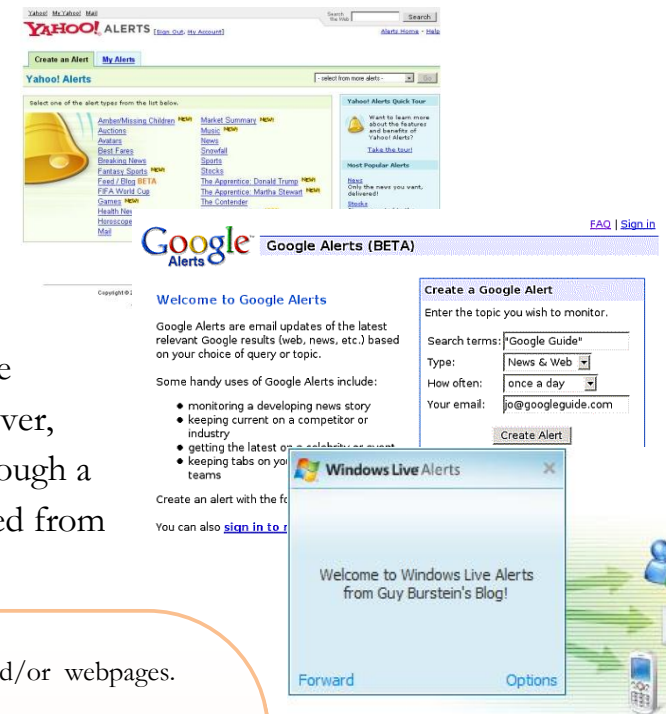 Yahoo! My Yahoo! Mail
Search the Web
Search
YAHOO! ALERTS [Sign Out, My Account]
Alerts Home - Help
Create an Alert
My Alerts
Yahoo! Alerts
- select from more alerts -
Go
Select one of the alert types from the list below.
Amber/Missing Children NEW!
Auctions
Avatars
Best Fares
Breaking News
Fantasy Sports NEW!
Feed / Blog BETA
FIFA World Cup
Games NEW!
Health New
Horoscope
Mail
Market Summary NEW!
Music NEW!
News
Snowfall
Sports
Stocks
The Apprentice: Donald Trump NEW!
The Apprentice: Martha Stewart NEW!
The Contender
Yahoo! Alerts Quick Tour
Want to learn more
about the features
and benefits of
Yahoo! Alerts?
Take the tour!
Most Popular Alerts
News
Only the news you want,
delivered!
Stocks
Copyright © 2
FAQ | Sign in
Google Alerts
Google Alerts (BETA)
Welcome to Google Alerts
Google Alerts are email updates of the latest
relevant Google results (web, news, etc.) based
on your choice of query or topic.
Some handy uses of Google Alerts include:
monitoring a developing news story
keeping current on a competitor or
industry
getting the latest on a celebrity or event
keeping tabs on you
teams
Create an alert with the fo
You can also sign in to m
Create a Google Alert
Enter the topic you wish to monitor.
Search terms: "Google Guide"
Type: News & Web
How often: once a day
Your email: jo@googleguide.com
Create Alert
e
ver,
ough a
ed from
Windows Live Alerts
Welcome to Windows Live Alerts
from Guy Burstein's Blog!
Forward
Options
d/or webpages.